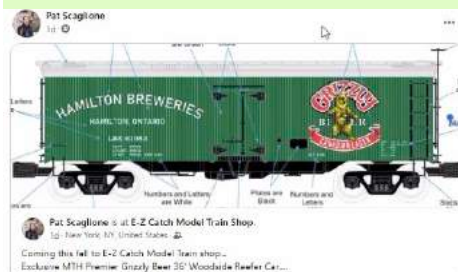 Pat Scaglione
1d
Letters
HAMILTON BREWERIES
HAMILTON, ONTARIO
GRIZZLY
BEER
Numbers and Letters
are White
Plates are
Black
Numbers and
Letters
Pat Scaglione is at E-Z Catch Model Train Shop.
1d · New York, NY, United States ·
Coming this fall to E-Z Catch Model Train shop...
Exclusive MTH Premier Grizzly Beer 36' Woodside Reefer Car...